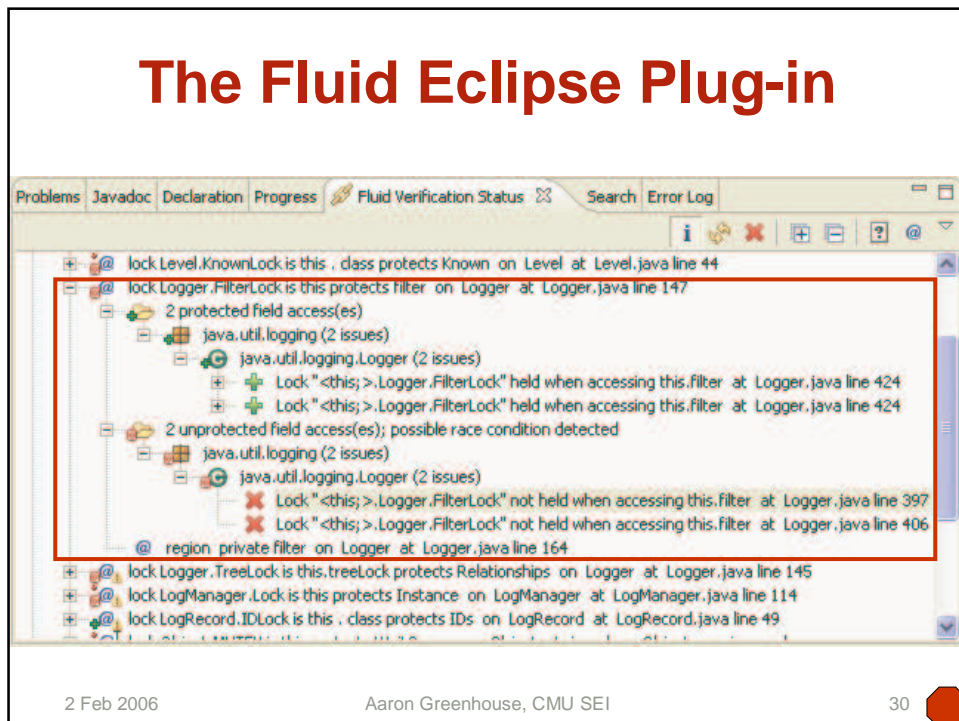 The Fluid Eclipse Plug-in
Problems Javadoc Declaration Progress Fluid Verification Status Search Error Log
lock Level.KnownLock is this . class protects Known on Level at Level.java line 44
lock Logger.FilterLock is this protects filter on Logger at Logger.java line 147
2 protected field access(es)
java.util.logging (2 issues)
java.util.logging.Logger (2 issues)
Lock "<this; >.Logger.FilterLock" held when accessing this.filter at Logger.java line 424
Lock "<this; >.Logger.FilterLock" held when accessing this.filter at Logger.java line 424
2 unprotected field access(es); possible race condition detected
java.util.logging (2 issues)
java.util.logging.Logger (2 issues)
Lock "<this; >.Logger.FilterLock" not held when accessing this.filter at Logger.java line 397
Lock "<this; >.Logger.FilterLock" not held when accessing this.filter at Logger.java line 406
region private filter on Logger at Logger.java line 164
lock Logger.TreeLock is this.treeLock protects Relationships on Logger at Logger.java line 145
lock LogManager.Lock is this protects Instance on LogManager at LogManager.java line 114
lock LogRecord.IDLock is this . class protects IDs on LogRecord at LogRecord.java line 49
2 Feb 2006 Aaron Greenhouse, CMU SEI 30